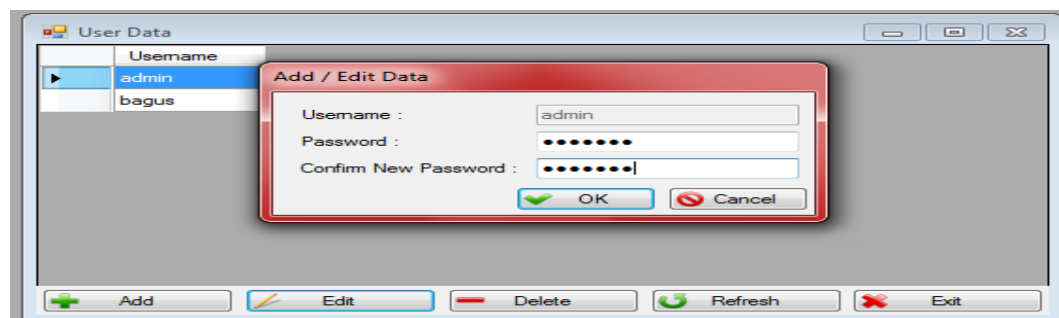 User Data
Username
admin
bagus
Add / Edit Data
Username : admin
Password : •••••••
Confirm New Password : •••••••
OK Cancel
Add Edit Delete Refresh Exit